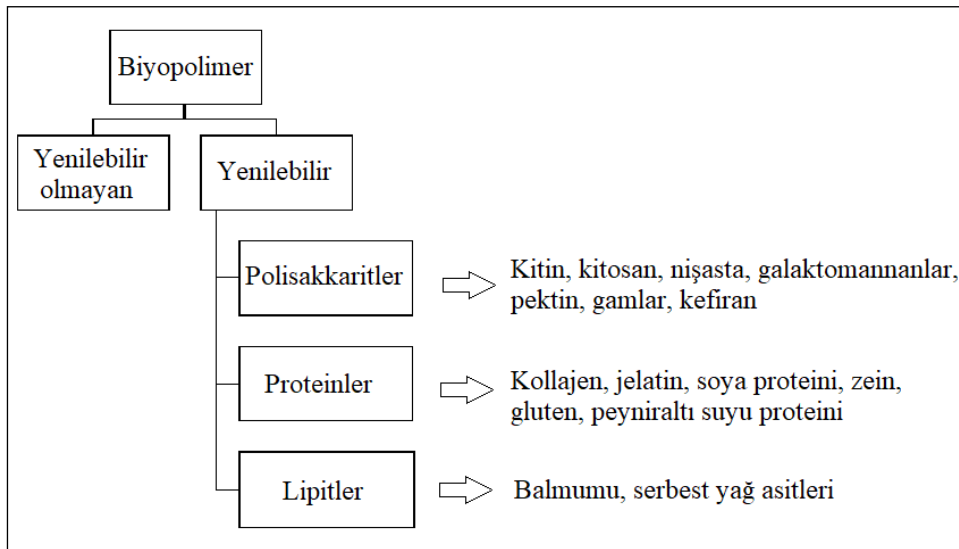 Biyopolimer
Yenilebilir
olmayan
Yenilebilir
Polisakkaritler
Kitin, kitosan, nişasta, galaktomannanlar,
pektin, gamlar, kefiran
Proteinler
Kollajen, jelatin, soya proteini, zein,
gluten, peyniraltı suyu proteini
Lipitler
Balmumu, serbest yağ asitleri